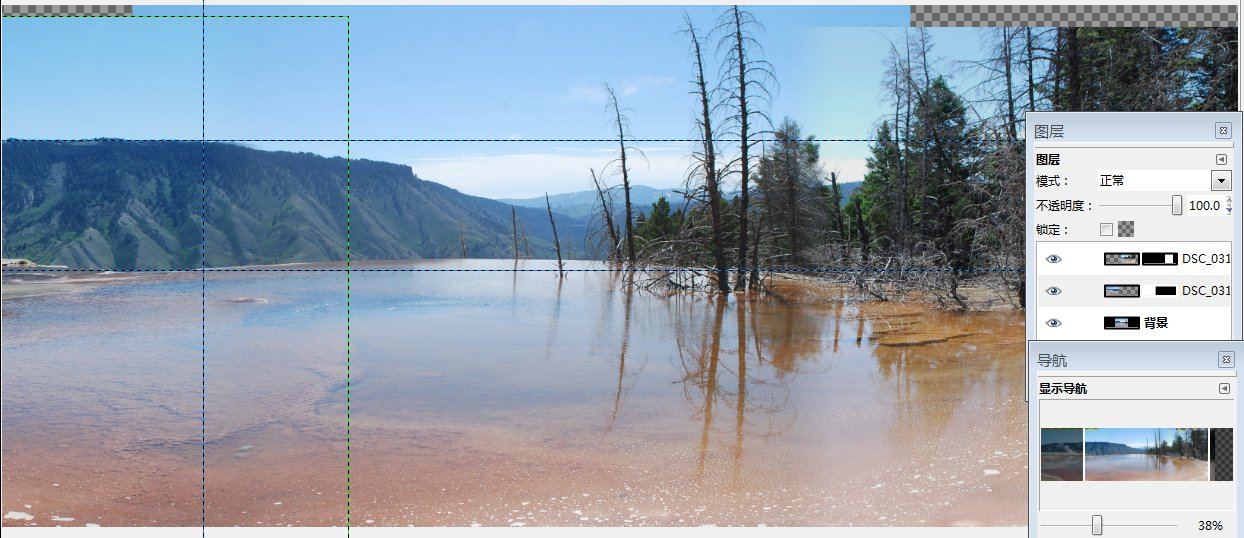 图层
图层
模式：
正常
不透明度：
100.0
锁定：
DSC_031
DSC_031
背景
导航
显示导航
38%